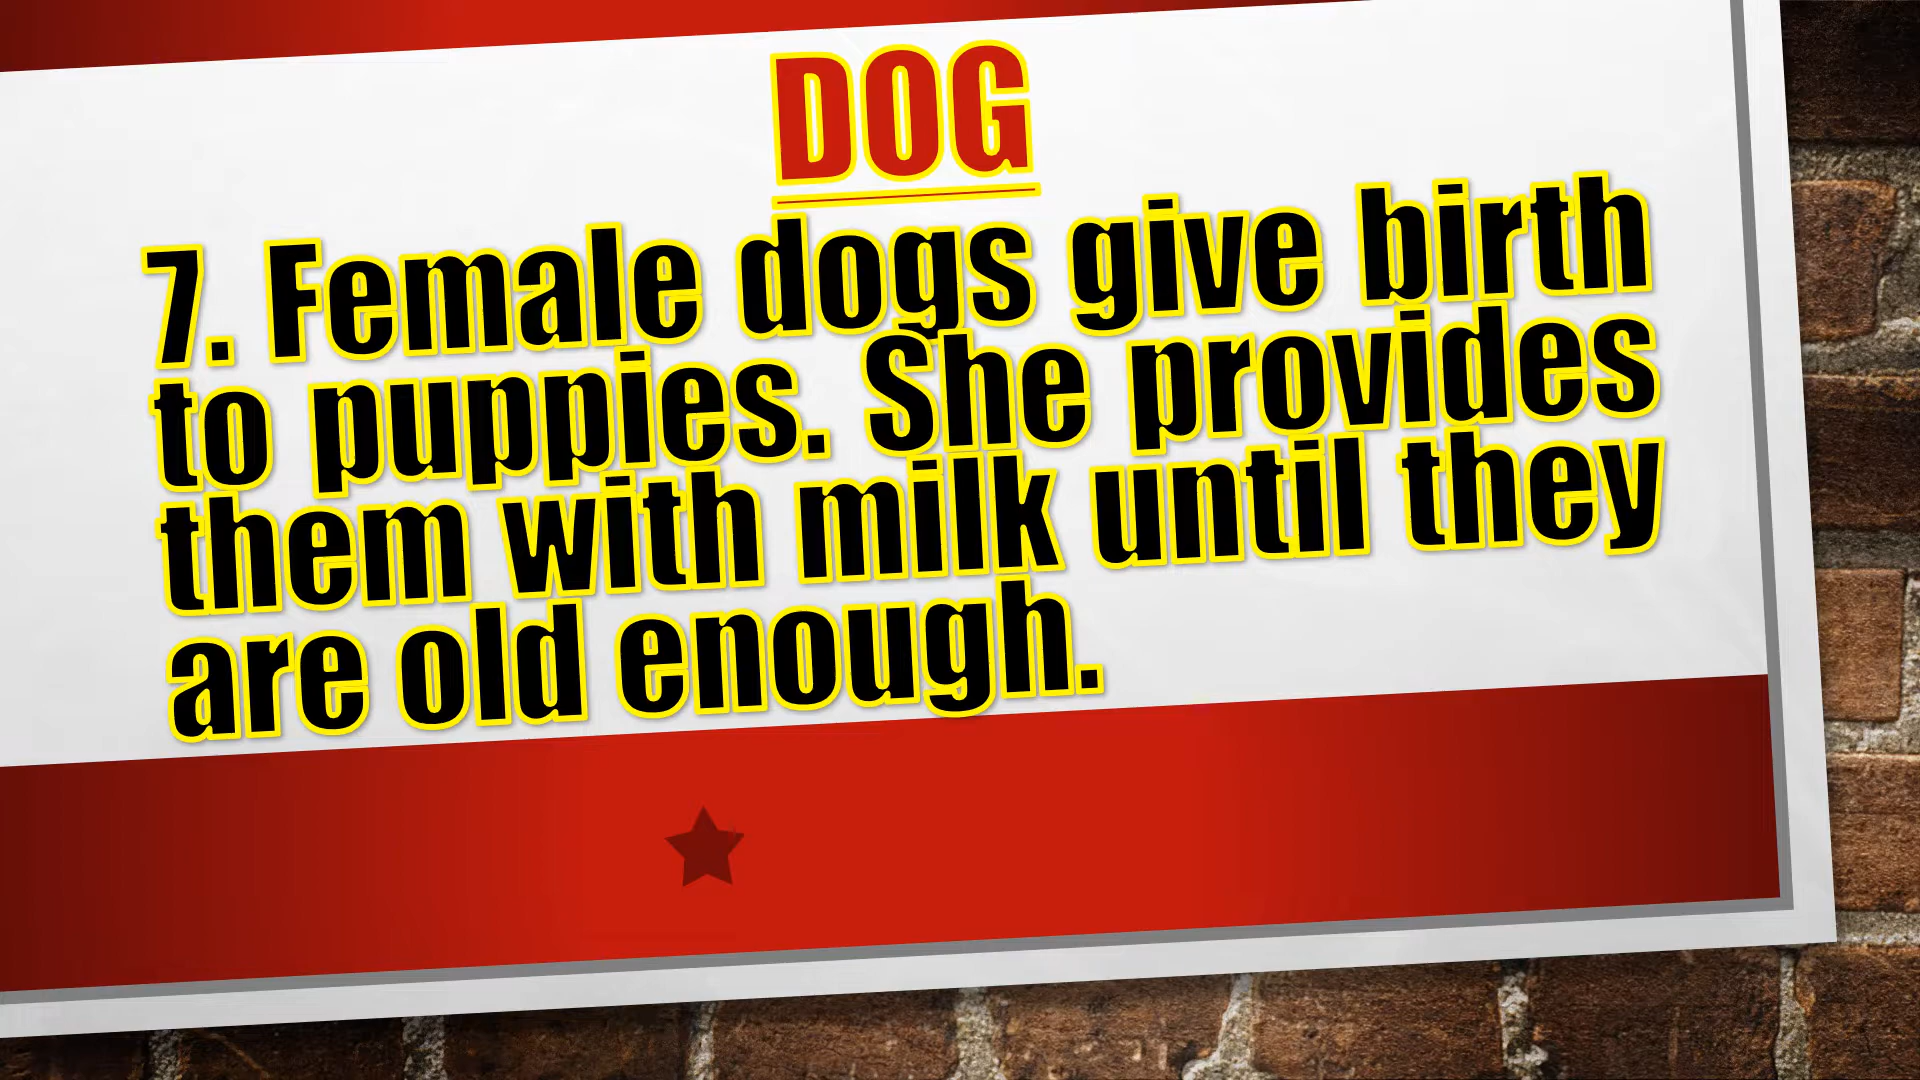 DOG
7. Female dogs give birth
to puppies. She provides
them with milk until they
are old enough.